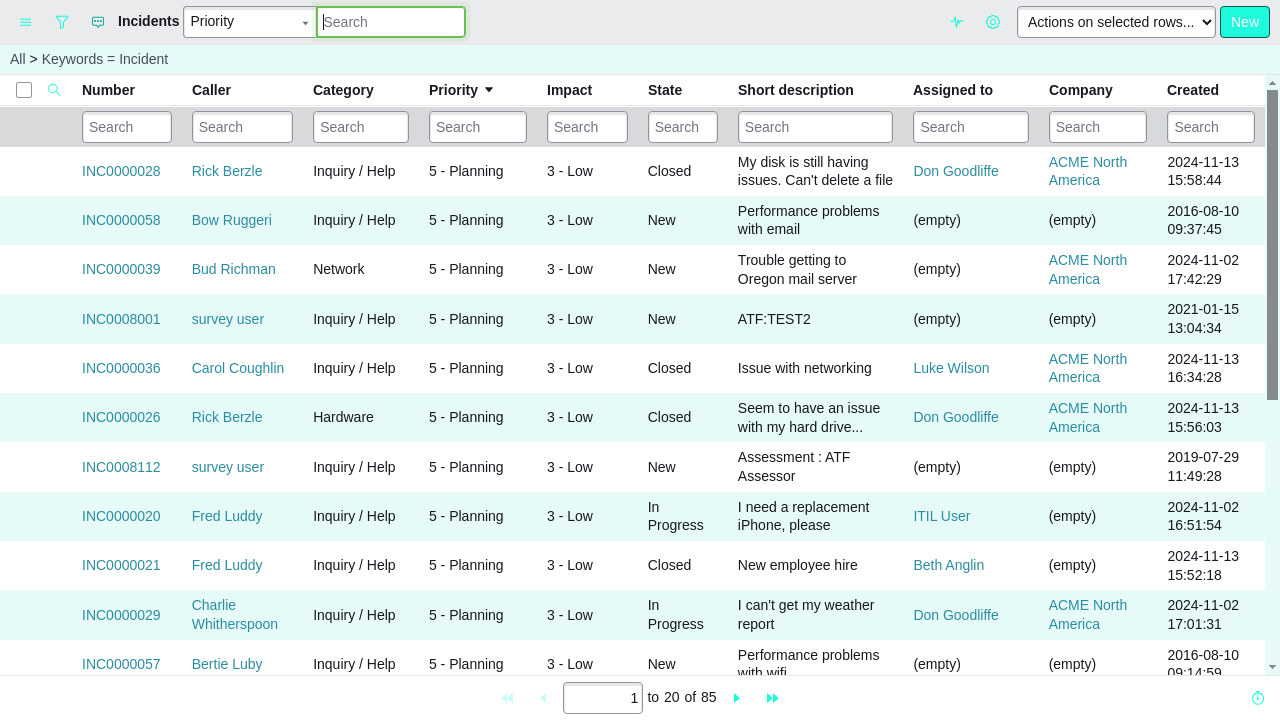 Incidents Priority Search Actions on selected rows... New
All > Keywords = Incident
Number Caller Category Priority Impact State Short description Assigned to Company Created
Search Search Search Search Search Search Search Search Search Search
INC0000028 Rick Berzle Inquiry / Help 5 - Planning 3 - Low Closed My disk is still having issues. Can't delete a file Don Goodliffe ACME North America 2024-11-13 15:58:44
INC0000058 Bow Ruggeri Inquiry / Help 5 - Planning 3 - Low New Performance problems with email (empty) (empty) 2016-08-10 09:37:45
INC0000039 Bud Richman Network 5 - Planning 3 - Low New Trouble getting to Oregon mail server (empty) ACME North America 2024-11-02 17:42:29
INC0008001 survey user Inquiry / Help 5 - Planning 3 - Low New ATF:TEST2 (empty) (empty) 2021-01-15 13:04:34
INC0000036 Carol Coughlin Inquiry / Help 5 - Planning 3 - Low Closed Issue with networking Luke Wilson ACME North America 2024-11-13 16:34:28
INC0000026 Rick Berzle Hardware 5 - Planning 3 - Low Closed Seem to have an issue with my hard drive... Don Goodliffe ACME North America 2024-11-13 15:56:03
INC0008112 survey user Inquiry / Help 5 - Planning 3 - Low New Assessment : ATF Assessor (empty) (empty) 2019-07-29 11:49:28
INC0000020 Fred Luddy Inquiry / Help 5 - Planning 3 - Low In Progress I need a replacement iPhone, please ITIL User (empty) 2024-11-02 16:51:54
INC0000021 Fred Luddy Inquiry / Help 5 - Planning 3 - Low Closed New employee hire Beth Anglin (empty) 2024-11-13 15:52:18
INC0000029 Charlie Whitherspoon Inquiry / Help 5 - Planning 3 - Low In Progress I can't get my weather report Don Goodliffe ACME North America 2024-11-02 17:01:31
INC0000057 Bertie Luby Inquiry / Help 5 - Planning 3 - Low New Performance problems with wifi (empty) (empty) 2016-08-10 09:14:59
1 to 20 of 85